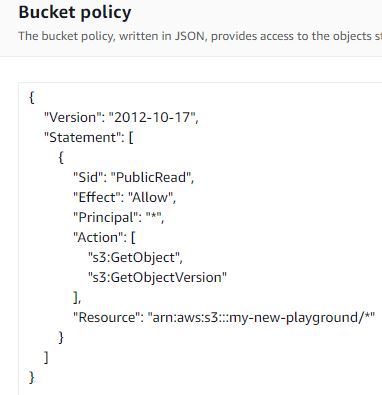 Bucket policy
The bucket policy, written in JSON, provides access to the objects
{
"Version": "2012-10-17",
"Statement": [
{
"Sid": "PublicRead",
"Effect": "Allow",
"Principal": "*",
"Action": [
"s3:GetObject",
"s3:GetObjectVersion"
],
"Resource": "arn:aws:s3:::my-new-playground/*"
}
]
}